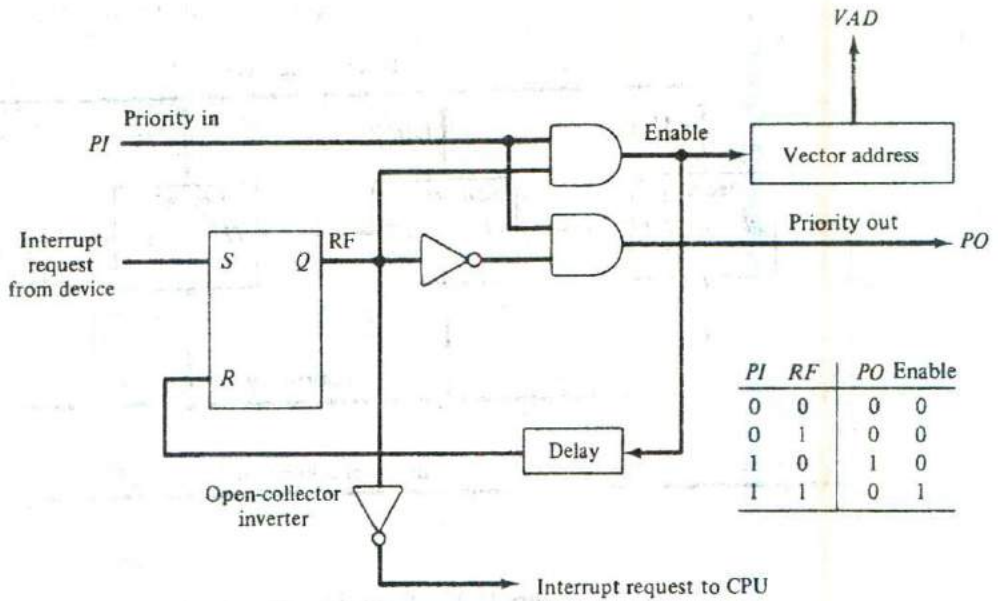 VAD
Priority in
PI
Enable
Vector address
Priority out
PO
Interrupt
request
from device
S
Q
RF
R
Delay
Open-collector
inverter
Interrupt request to CPU
PI RF PO Enable
0 0 0 0
0 1 0 0
1 0 1 0
1 1 0 1